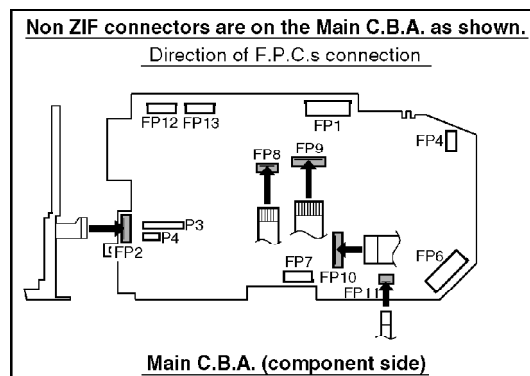 Non ZIF connectors are on the Main C.B.A. as shown.
Direction of F.P.C.s connection
FP12 FP13
FP1
FP4
FP8 FP9
P3
P4
FP2
FP7
FP10
FP6
FP11
Main C.B.A. (component side)